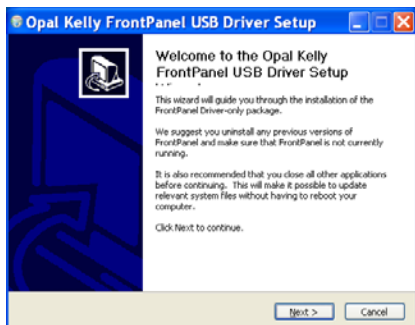 Opal Kelly FrontPanel USB Driver Setup
Welcome to the Opal Kelly
FrontPanel USB Driver Setup
This wizard will guide you through the installation of the
FrontPanel Driver-only package.
We suggest you uninstall any previous versions of
FrontPanel and make sure that FrontPanel is not currently
running.
It is also recommended that you close all other applications
before continuing. This will make it possible to update
relevant system files without having to reboot your
computer.
Click Next to continue.
Next > Cancel